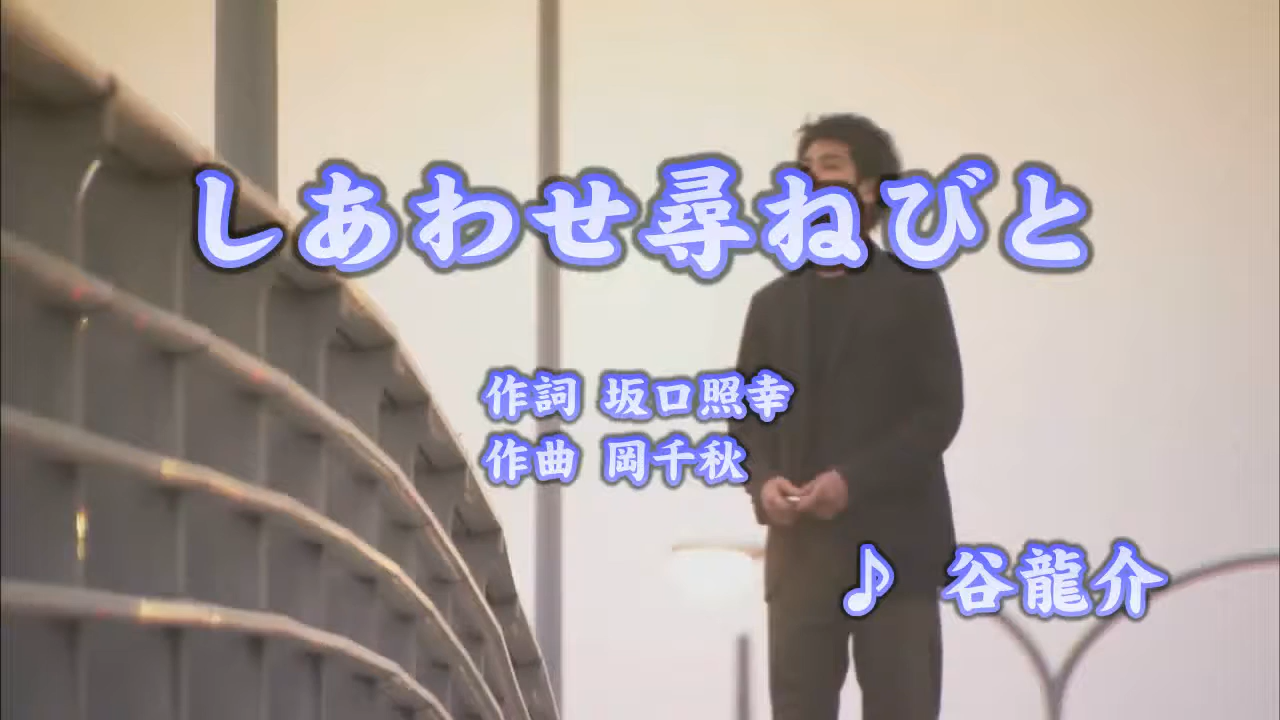 しあわせ尋ねびと
作詞 坂口照幸
作曲 岡千秋
♪ 谷龍介